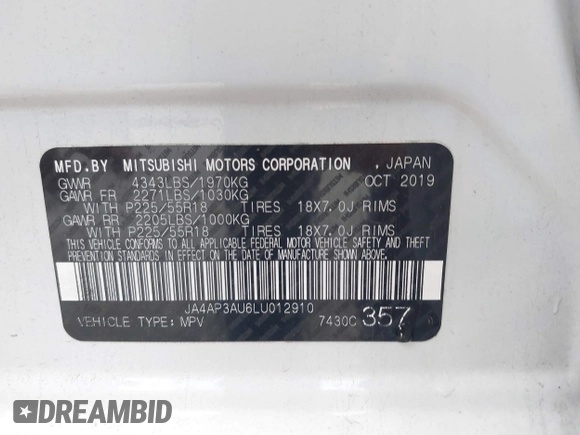 MFD.BY MITSUBISHI MOTORS CORPORATION , JAPAN
GVWR 4343LBS/1970KG OCT 2019
GAWR FR 2271LBS/1030KG
WITH P225/55R18 TIRES 18X7.0J RIMS
GAWR RR 2205LBS/1000KG
WITH P225/55R18 TIRES 18X7.0J RIMS
THIS VEHICLE CONFORMS TO ALL APPLICABLE FEDERAL MOTOR VEHICLE SAFETY AND THEFT
PREVENTION STANDARDS IN EFFECT ON THE DATE OF MANUFACTURE SHOWN ABOVE.
JA4AP3AU6LU012910
VEHICLE TYPE: MPV 7430C 357
DREAMBID